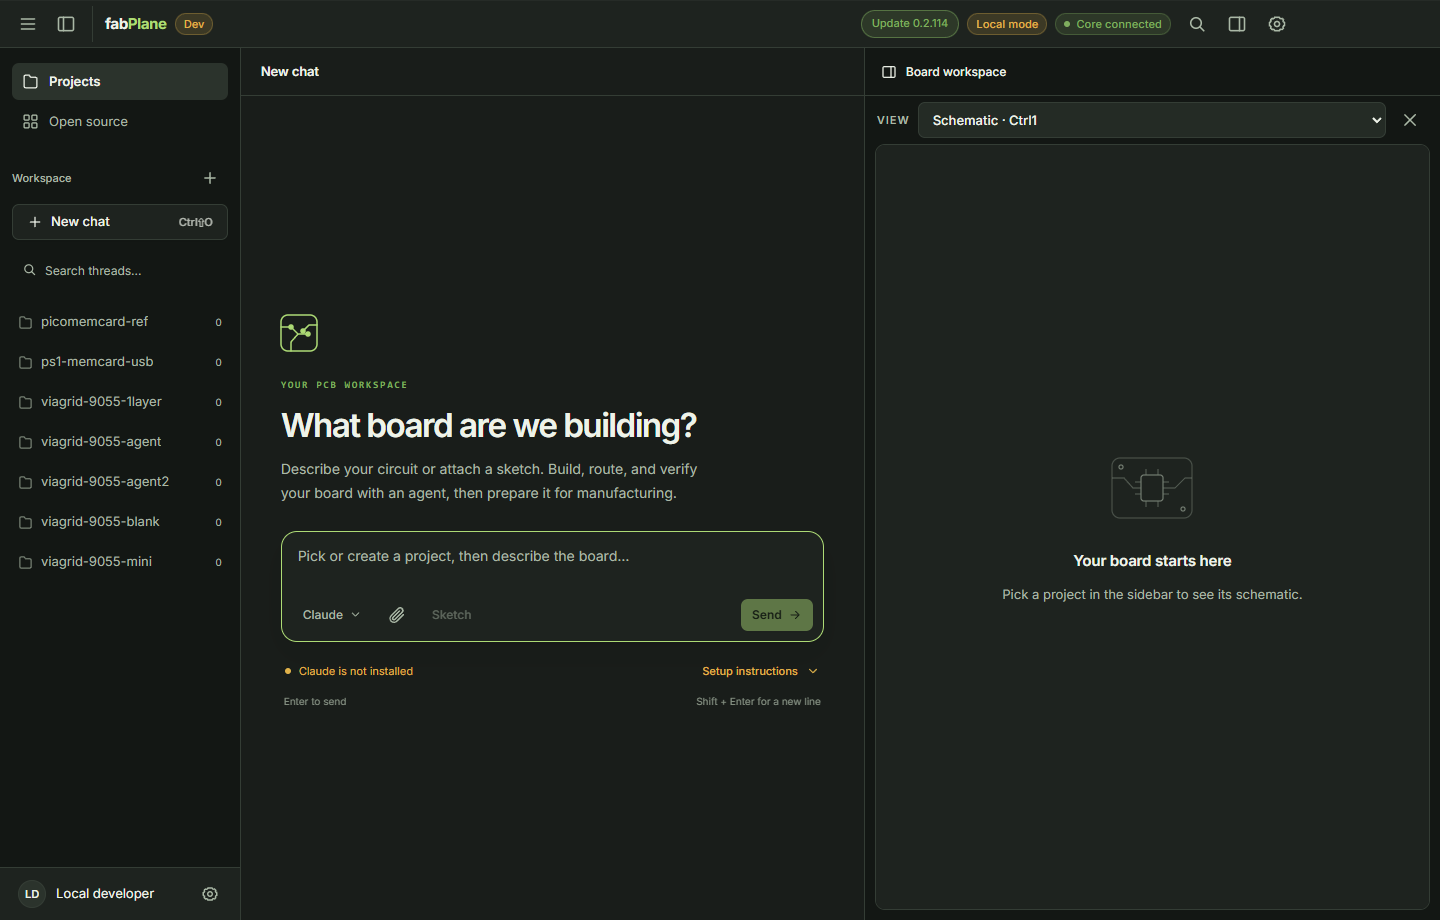 fabPlane
Dev
Update 0.2.114
Local mode
Core connected
Projects
Open source
Workspace
New chat
Ctrl⇧O
Search threads...
picomemcard-ref
0
ps1-memcard-usb
0
viagrid-9055-1layer
0
viagrid-9055-agent
0
viagrid-9055-agent2
0
viagrid-9055-blank
0
viagrid-9055-mini
0
LD
Local developer
New chat
YOUR PCB WORKSPACE
What board are we building?
Describe your circuit or attach a sketch. Build, route, and verify
your board with an agent, then prepare it for manufacturing.
Pick or create a project, then describe the board...
Claude
Sketch
Send
Claude is not installed
Setup instructions
Enter to send
Shift + Enter for a new line
Board workspace
VIEW
Schematic · Ctrl1
Your board starts here
Pick a project in the sidebar to see its schematic.